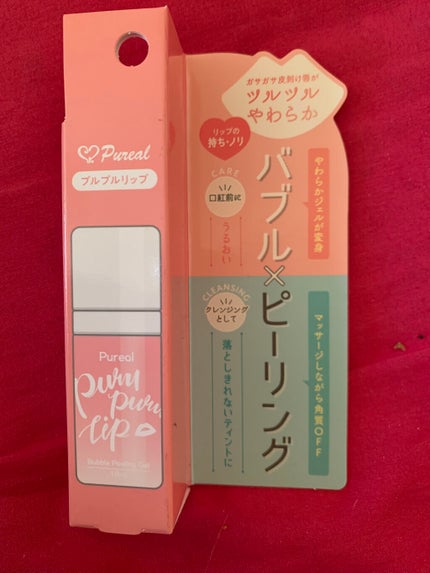 Pureal
プルプルリップ
Pureal
puru
puru
lip
Bubble Peeling Gel
ガサガサ皮剥け唇が
ツルツル
やわらか
リップの
持ち・ノリ
CARE
口紅前に
うるおい
CLEANSING
クレンジング
として
落としきれないティントに
バブル×ピーリング
やわらかジェルが変身
マッサージしながら角質OFF